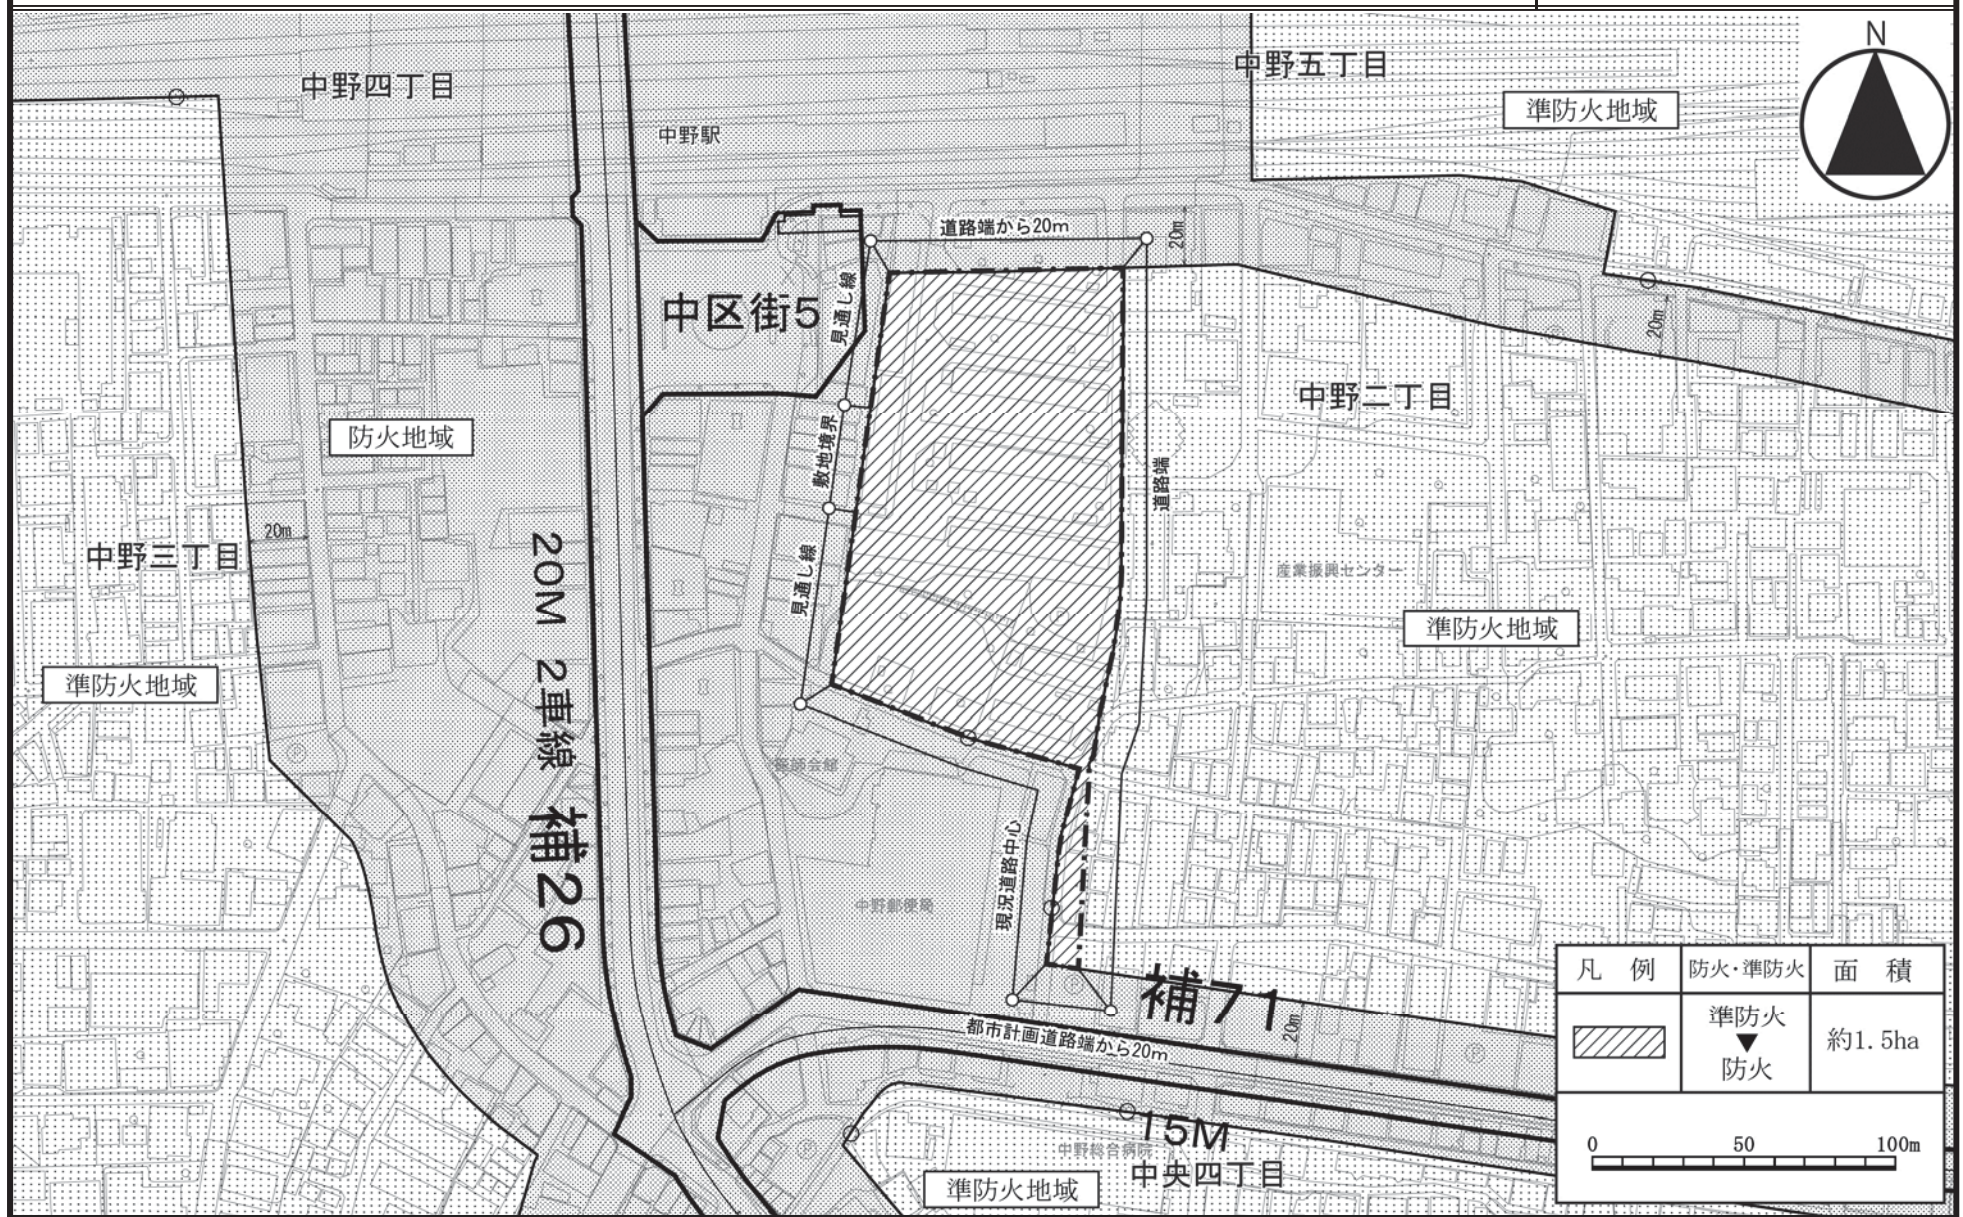 N
中野五丁目
中野四丁目
準防火地域
中野駅
道路端から20m
20m
見通し線
中区街5
20m
中野二丁目
防火地域
敷地境界
道路端
20m
中野三丁目
見通し線
20M 2車線 補26
産業振興センター
準防火地域
準防火地域
医師会館
現況道路中心
中野郵便局
P
補71
P
都市計画道路端から20m
20m
P
15M
中野総合病院
中央四丁目
P
準防火地域
凡 例 防火・準防火 面 積
準防火
▼
防火
約1.5ha
0 50 100m